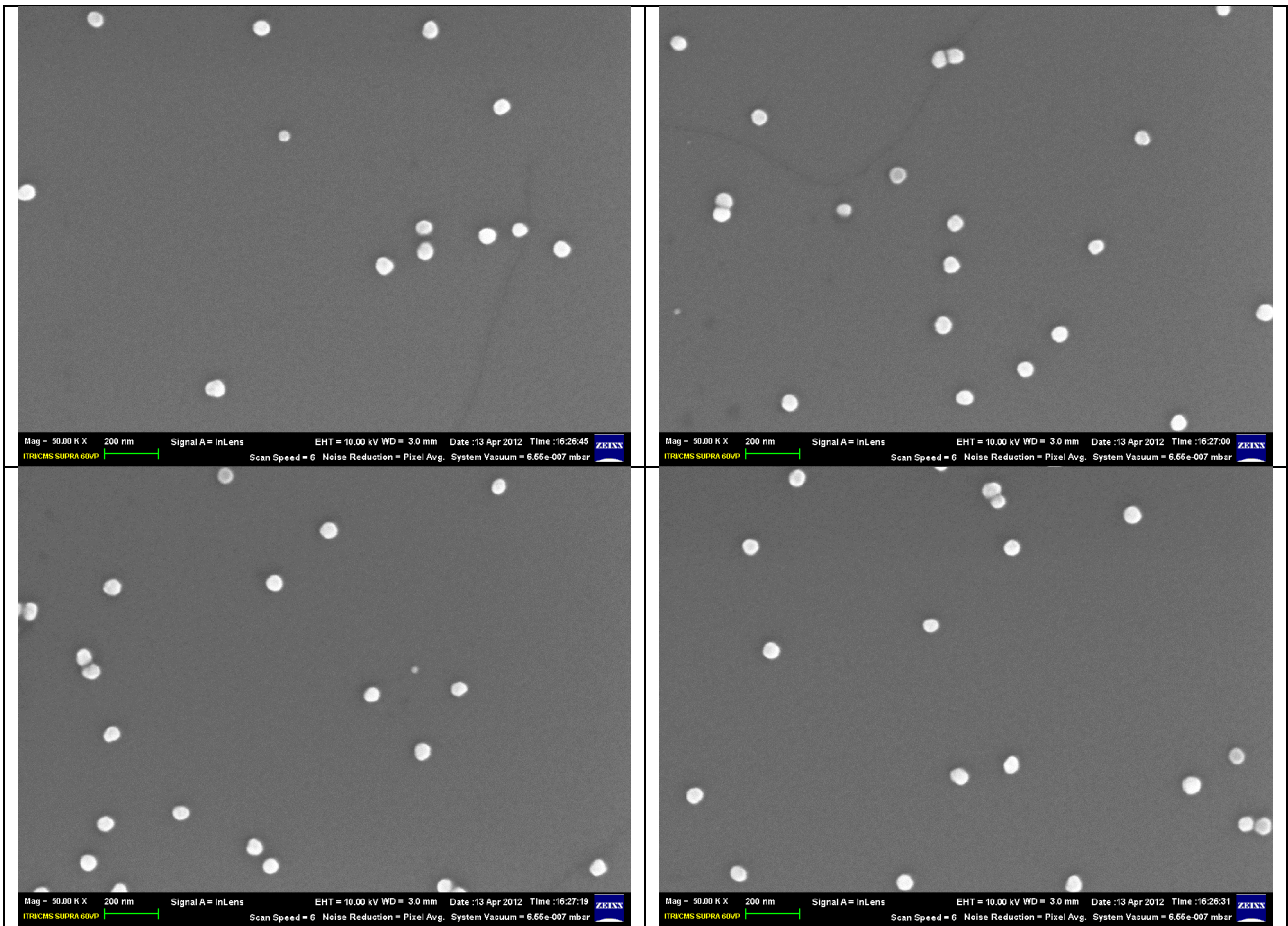 Mag = 50.00 K X 200 nm Signal A = InLens EHT = 10.00 kV WD = 3.0 mm Date :13 Apr 2012 Time :16:26:45 ZEISS
ITRI/CMS SUPRA 60VP Scan Speed = 6 Noise Reduction = Pixel Avg. System Vacuum = 6.55e-007 mbar
Mag = 50.00 K X 200 nm Signal A = InLens EHT = 10.00 kV WD = 3.0 mm Date :13 Apr 2012 Time :16:27:00 ZEISS
ITRI/CMS SUPRA 60VP Scan Speed = 6 Noise Reduction = Pixel Avg. System Vacuum = 6.55e-007 mbar
Mag = 50.00 K X 200 nm Signal A = InLens EHT = 10.00 kV WD = 3.0 mm Date :13 Apr 2012 Time :16:27:19 ZEISS
ITRI/CMS SUPRA 60VP Scan Speed = 6 Noise Reduction = Pixel Avg. System Vacuum = 6.55e-007 mbar
Mag = 50.00 K X 200 nm Signal A = InLens EHT = 10.00 kV WD = 3.0 mm Date :13 Apr 2012 Time :16:26:31 ZEISS
ITRI/CMS SUPRA 60VP Scan Speed = 6 Noise Reduction = Pixel Avg. System Vacuum = 6.55e-007 mbar